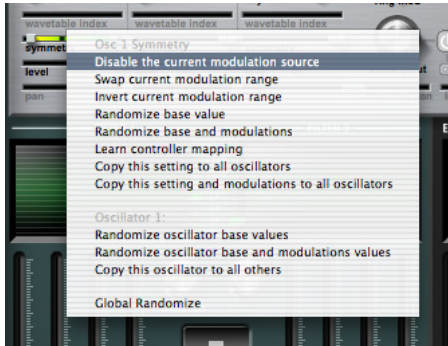 Ring Mod
wavetable index wavetable index wavetable index
symmet
Osc 1 Symmetry
Disable the current modulation source
level
Swap current modulation range
ut
Invert current modulation range
pan
Randomize base value
Randomize base and modulations
Learn controller mapping
Copy this setting to all oscillators
Copy this setting and modulations to all oscillators
Oscillator 1:
Randomize oscillator base values
Randomize oscillator base and modulations values
Copy this oscillator to all others
Global Randomize